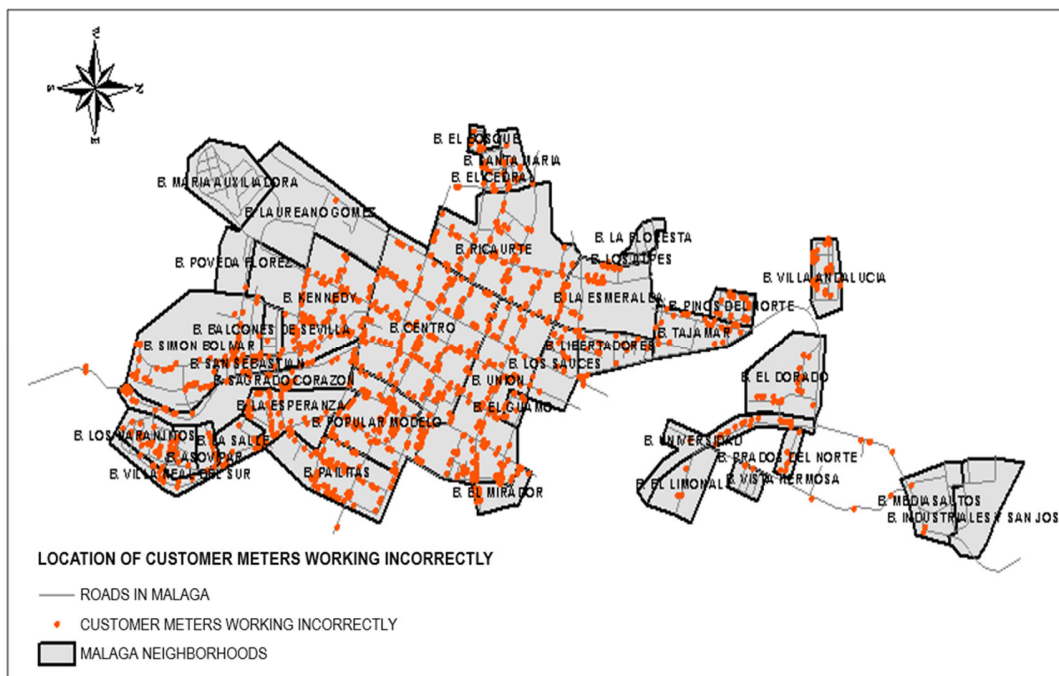 W
S
N
E
B. EL BOSQUE
B. SANTA MARIA
B. EL CEDRAL
B. MARIA AUXILIADORA
B. LAUREANO GOMEZ
B. LA FLORESTA
B. RICAURTE
B. LOS ALPES
B. POVEDA FLOREZ
B. VILLA ANDALUCIA
B. KENNEDY
B. LA ESMERALDA
B. PINOS DEL NORTE
B. BALCONES DE SEVILLA
B. CENTRO
B. TAJAMAR
B. SIMON BOLIVAR
B. LIBERTADORES
B. SAN SEBASTIAN
B. LOS SAUCES
B. SAGRADO CORAZON
B. UNION
B. EL DORADO
B. LA ESPERANZA
B. EL GUAMO
B. POPULAR MODELO
B. LOS NARANJITOS
B. LA SALLE
B. UNIVERSIDAD
B. ASOVIPAR
B. PRADOS DEL NORTE
B. VILLA REAL DEL SUR
B. PAILITAS
B. EL LIMONAL
B. VISTA HERMOSA
B. EL MIRADOR
B. MEDIASALTOS
B. INDUSTRIALES Y SAN JOS
LOCATION OF CUSTOMER METERS WORKING INCORRECTLY
ROADS IN MALAGA
CUSTOMER METERS WORKING INCORRECTLY
MALAGA NEIGHBORHOODS